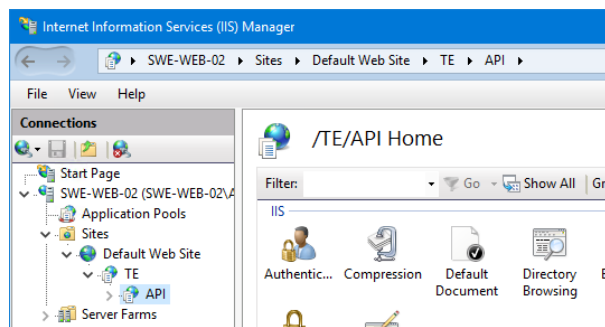 Internet Information Services (IIS) Manager
SWE-WEB-02 Sites Default Web Site TE API
File View Help
Connections
Start Page
SWE-WEB-02 (SWE-WEB-02\A
Application Pools
Sites
Default Web Site
TE
API
Server Farms
/TE/API Home
Filter: Go Show All Gr
IIS
Authentic... Compression Default Document Directory Browsing